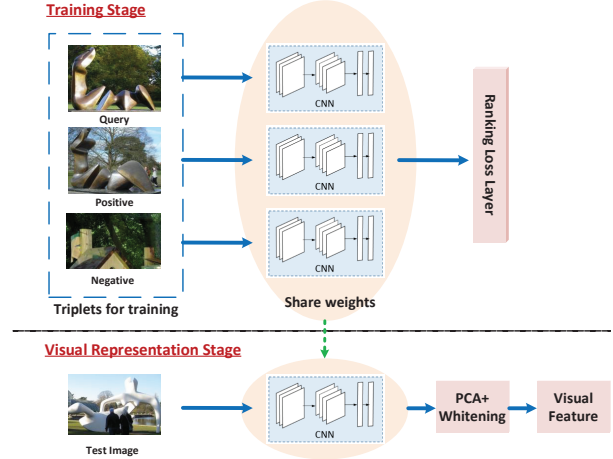 Training Stage
Query
Positive
Negative
Triplets for training
CNN
CNN
CNN
Share weights
Ranking Loss Layer
Visual Representation Stage
Test Image
CNN
PCA+
Whitening
Visual
Feature